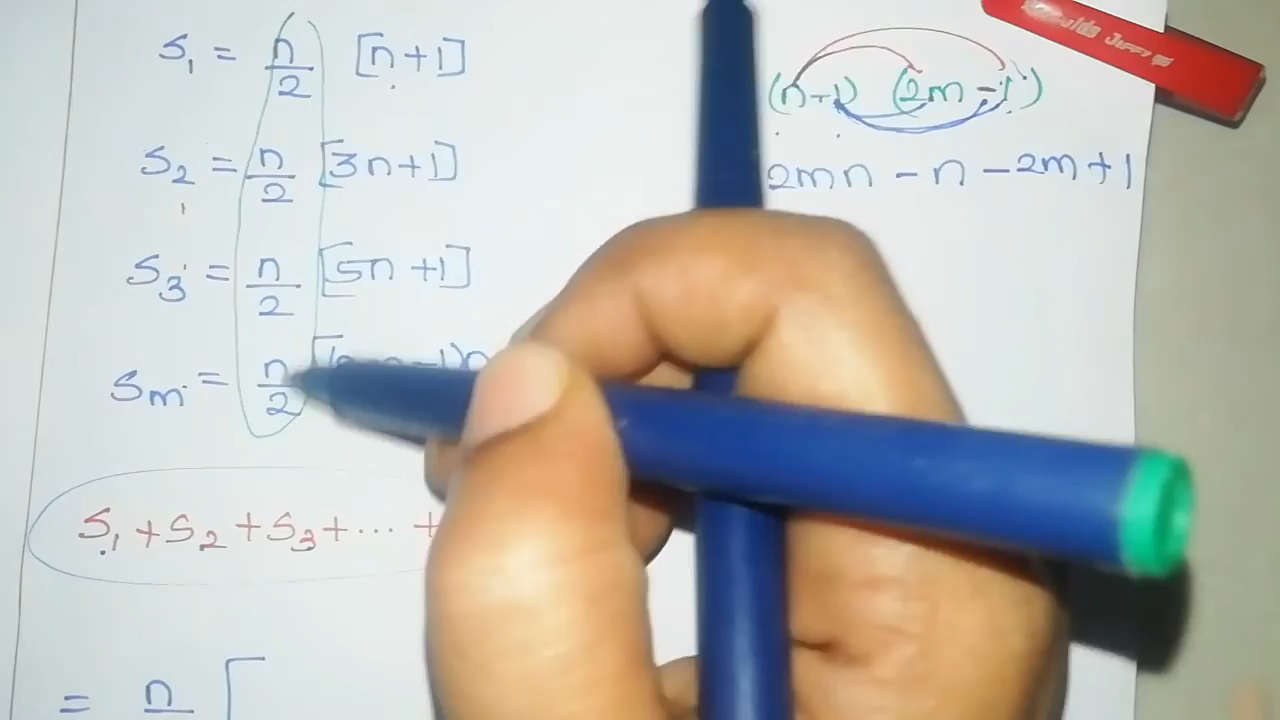 S₁ = n/2 [n+1]
S₂ = n/2 [3n+1]
S₃ = n/2 [5n+1]
Sm = n/2
S₁ + S₂ + S₃ + ... +
= n [
(n-1) (2m-1)
2mn - n - 2m + 1